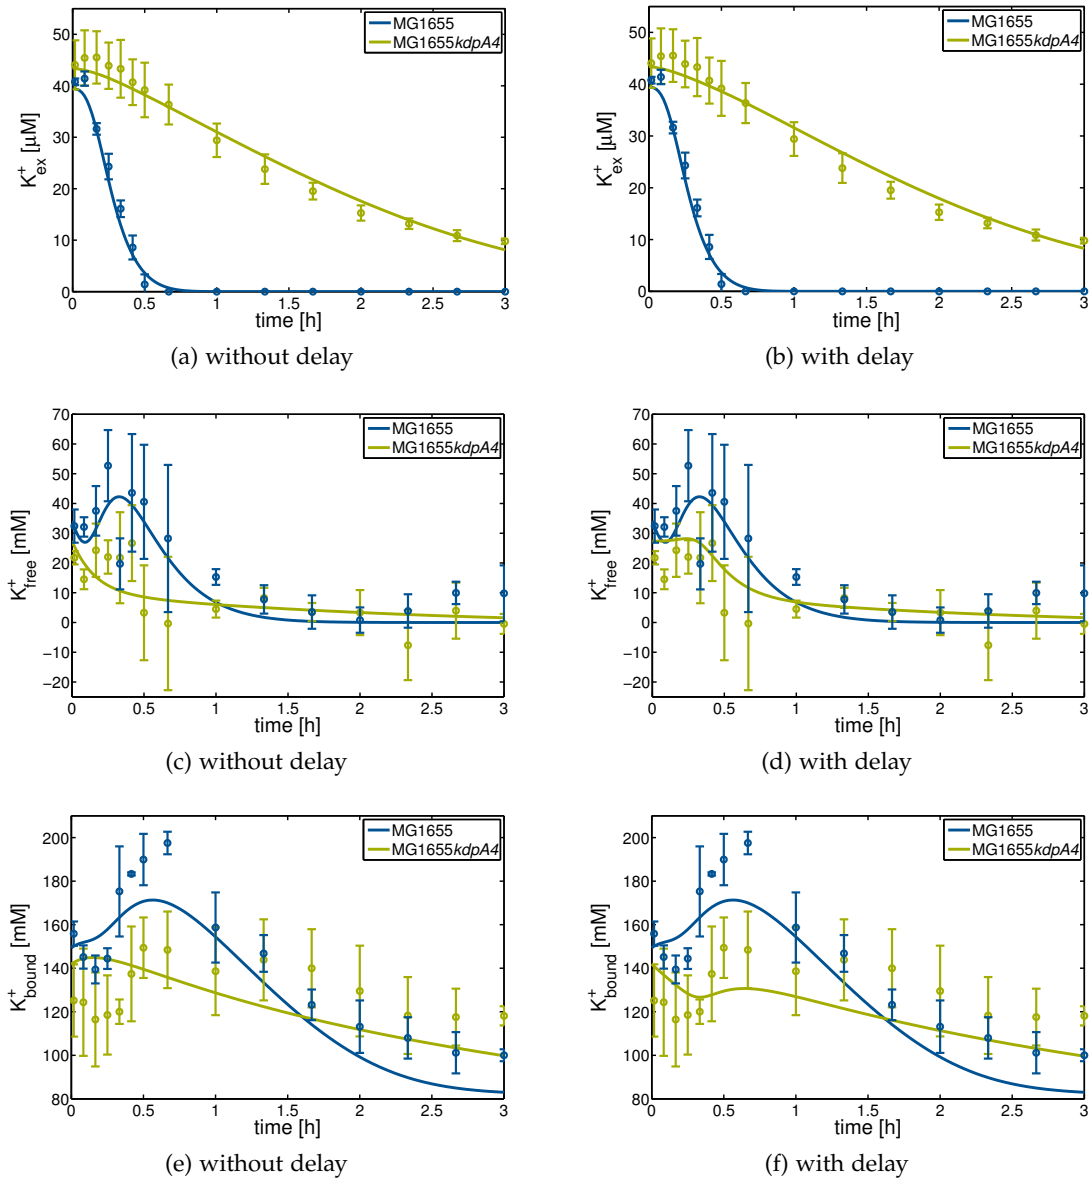 MG1655
MG1655kdpA4
K+ex [μM]
50
40
30
20
10
0
0 0.5 1 1.5 2 2.5 3
time [h]
(a) without delay
MG1655
MG1655kdpA4
K+ex [μM]
50
40
30
20
10
0
0 0.5 1 1.5 2 2.5 3
time [h]
(b) with delay
MG1655
MG1655kdpA4
K+free [mM]
70
60
50
40
30
20
10
0
−10
−20
0 0.5 1 1.5 2 2.5 3
time [h]
(c) without delay
MG1655
MG1655kdpA4
K+free [mM]
70
60
50
40
30
20
10
0
−10
−20
0 0.5 1 1.5 2 2.5 3
time [h]
(d) with delay
MG1655
MG1655kdpA4
K+bound [mM]
200
180
160
140
120
100
80
0 0.5 1 1.5 2 2.5 3
time [h]
(e) without delay
MG1655
MG1655kdpA4
K+bound [mM]
200
180
160
140
120
100
80
0 0.5 1 1.5 2 2.5 3
time [h]
(f) with delay